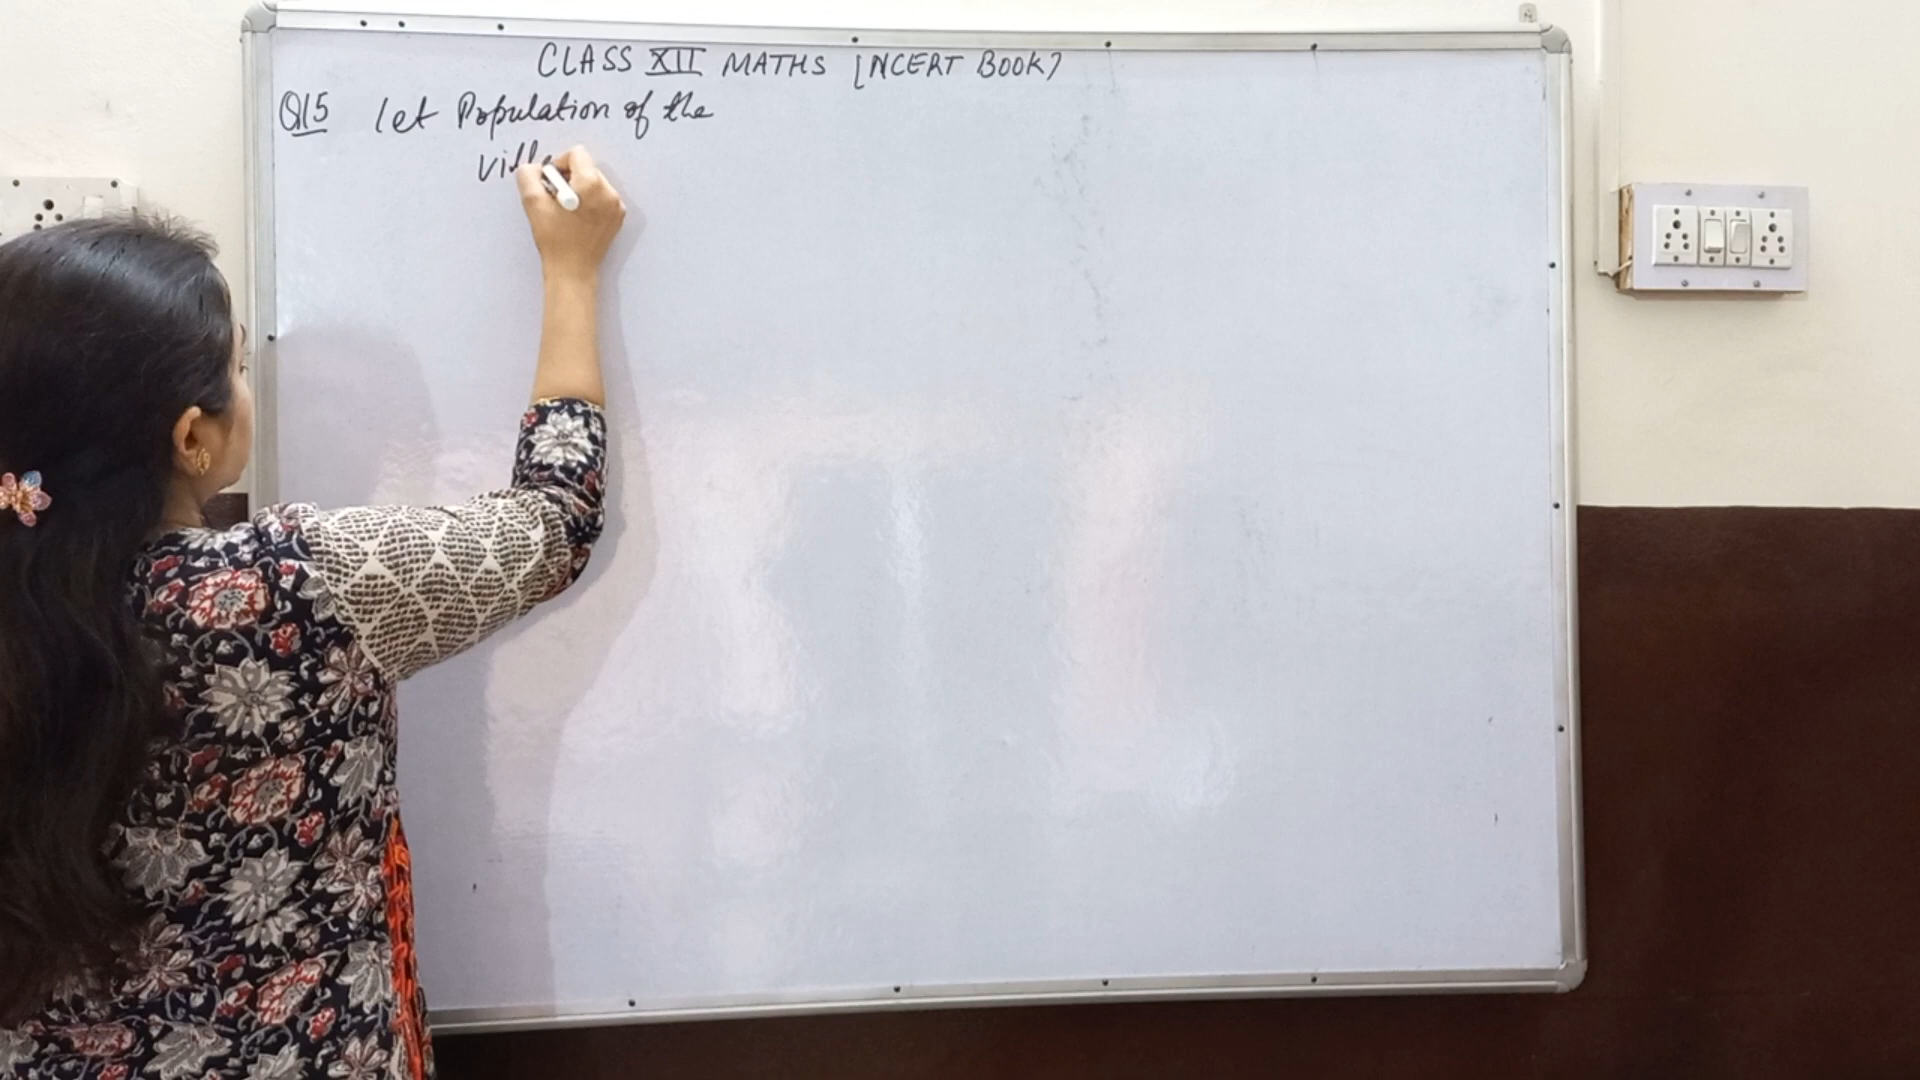 CLASS XII MATHS [NCERT BOOK]
Q15 let Population of the